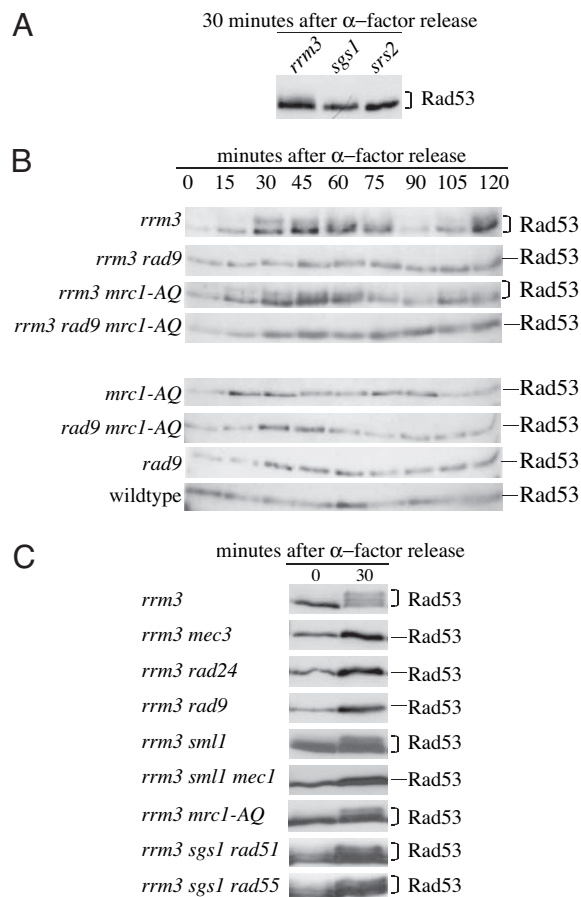 A
30 minutes after α−factor release
rrm3 sgs1 srs2
Rad53
B
minutes after α−factor release
0 15 30 45 60 75 90 105 120
rrm3 Rad53
rrm3 rad9 Rad53
rrm3 mrc1-AQ Rad53
rrm3 rad9 mrc1-AQ Rad53
mrc1-AQ Rad53
rad9 mrc1-AQ Rad53
rad9 Rad53
wildtype Rad53
C
minutes after α−factor release
0 30
rrm3 Rad53
rrm3 mec3 Rad53
rrm3 rad24 Rad53
rrm3 rad9 Rad53
rrm3 sml1 Rad53
rrm3 sml1 mec1 Rad53
rrm3 mrc1-AQ Rad53
rrm3 sgs1 rad51 Rad53
rrm3 sgs1 rad55 Rad53